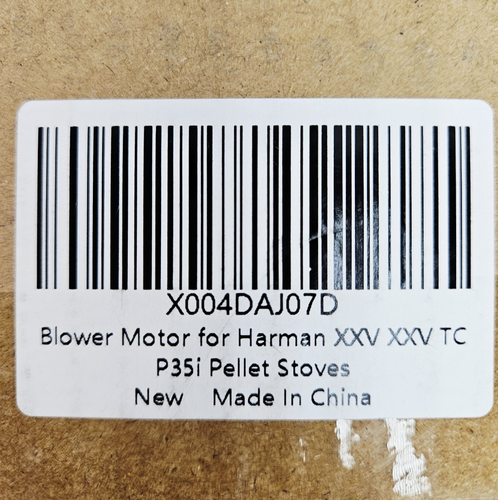 X004DAJ07D
Blower Motor for Harman XXV XXV TC
P35i Pellet Stoves
New Made In China